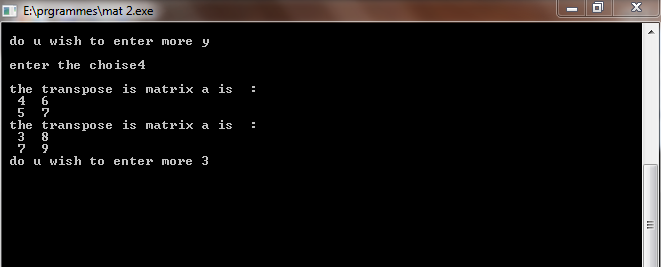 E:\prgrammes\mat 2.exe
do u wish to enter more y
enter the choise4
the transpose is matrix a is  :
4  6
5  7
the transpose is matrix a is  :
3  8
7  9
do u wish to enter more 3